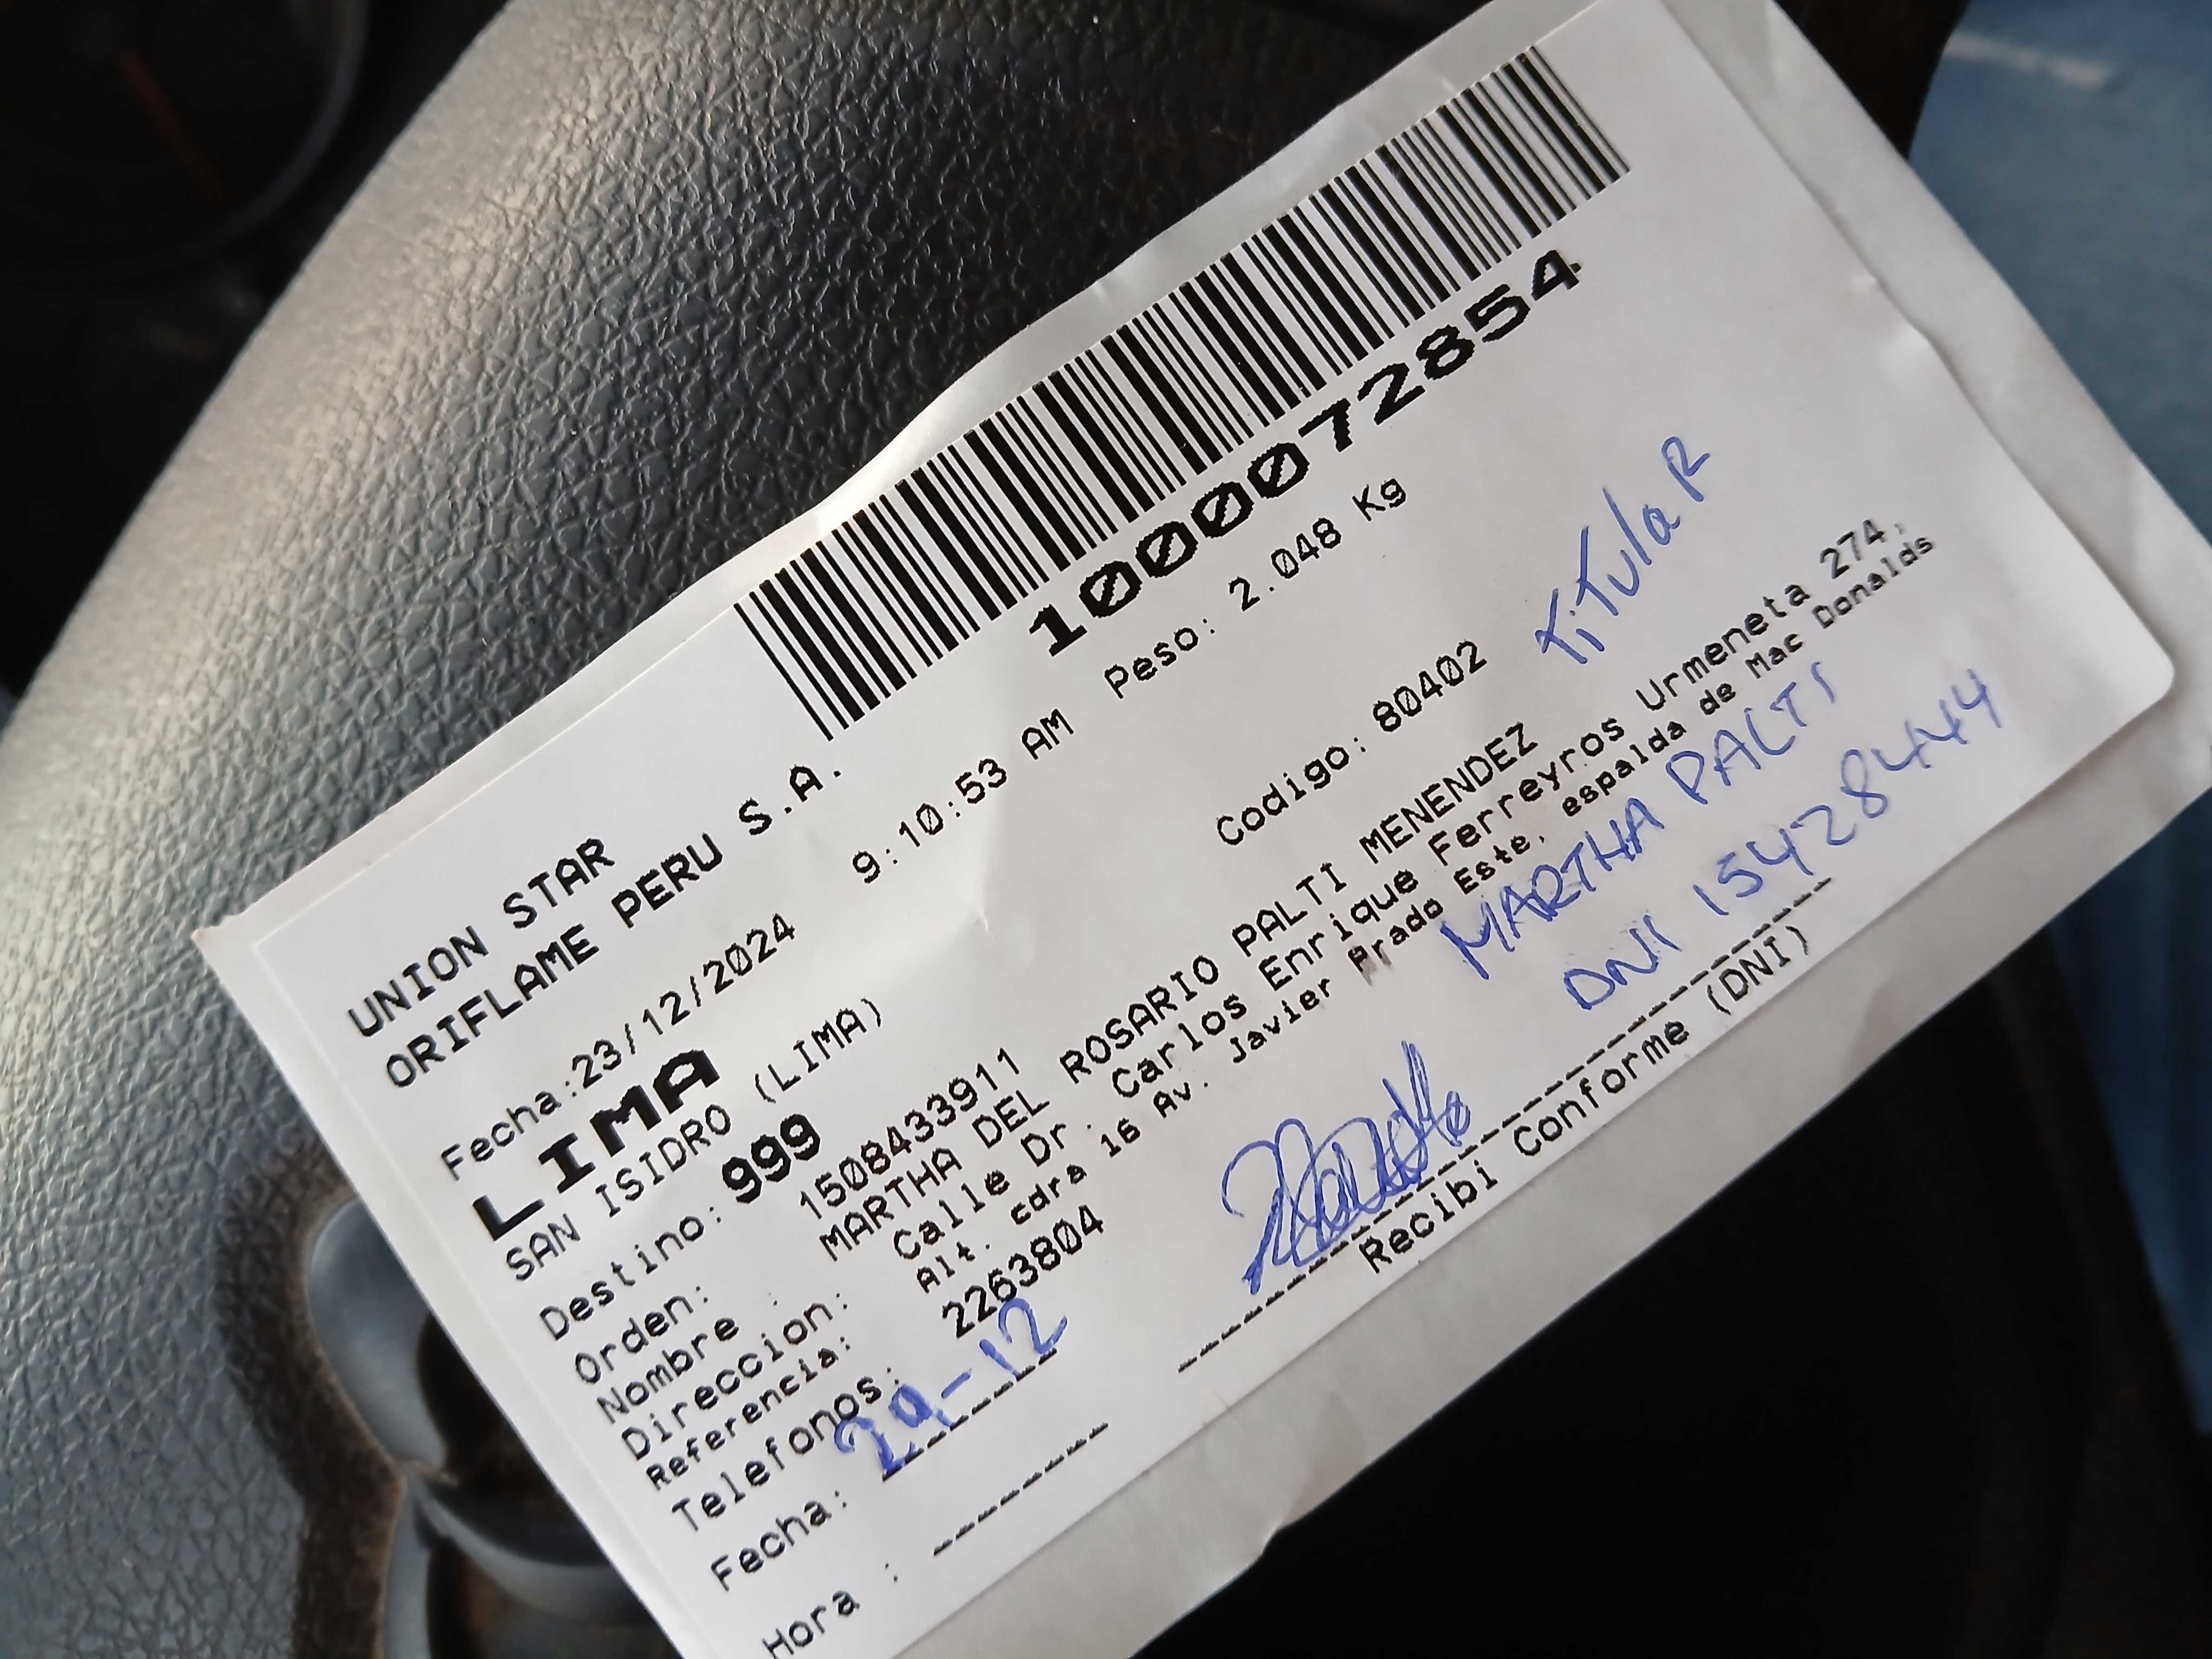 10000072854
UNION STAR
ORIFLAME PERU S.A.
Fecha:23/12/2024 9:10:53 AM Peso: 2.048 Kg
LIMA
SAN ISIDRO (LIMA)
Destino: 999 Codigo: 80402 TiTulaR
Orden: 1508433911
Nombre : MARTHA DEL ROSARIO PALTI MENENDEZ
Direccion: Calle Dr. Carlos Enrique Ferreyros Urmeneta 274,
Referencia: Alt. cdra 16 Av. Javier Prado Este, espalda de Mac Donalds
Telefonos: 2263804
MARTHA PALTI
DNI 15428444
Fecha: 29-12
Recibi Conforme (DNI)
Hora :